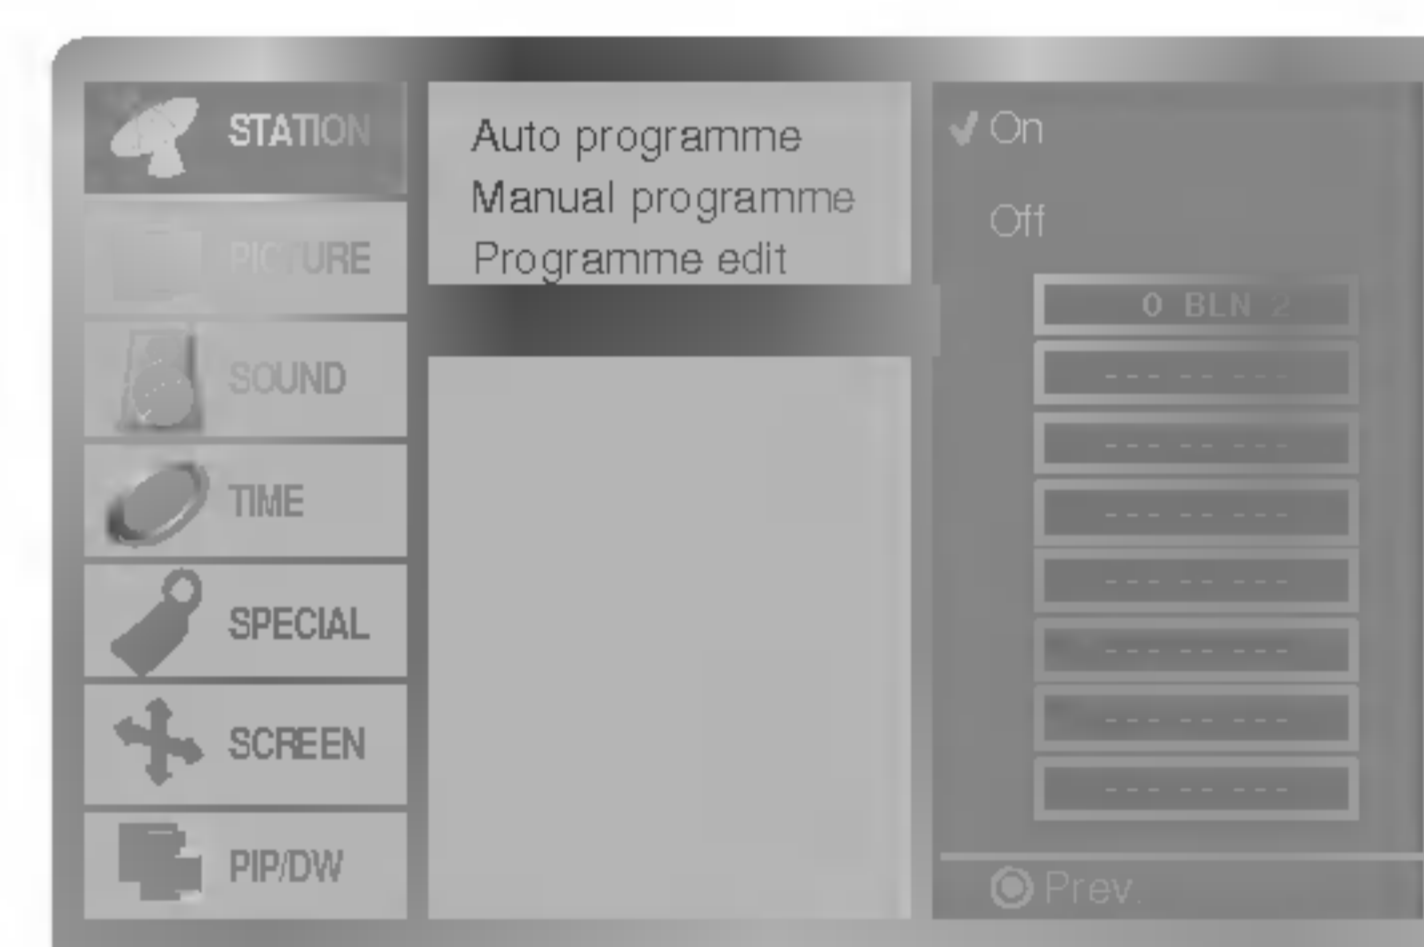 STATION
PICTURE
SOUND
TIME
SPECIAL
SCREEN
PIP/DW
Auto programme
Manual programme
Programme edit
On
Off
0 BLN 2
--- -- ---
--- -- ---
--- -- ---
--- -- ---
--- -- ---
--- -- ---
--- -- ---
Prev.